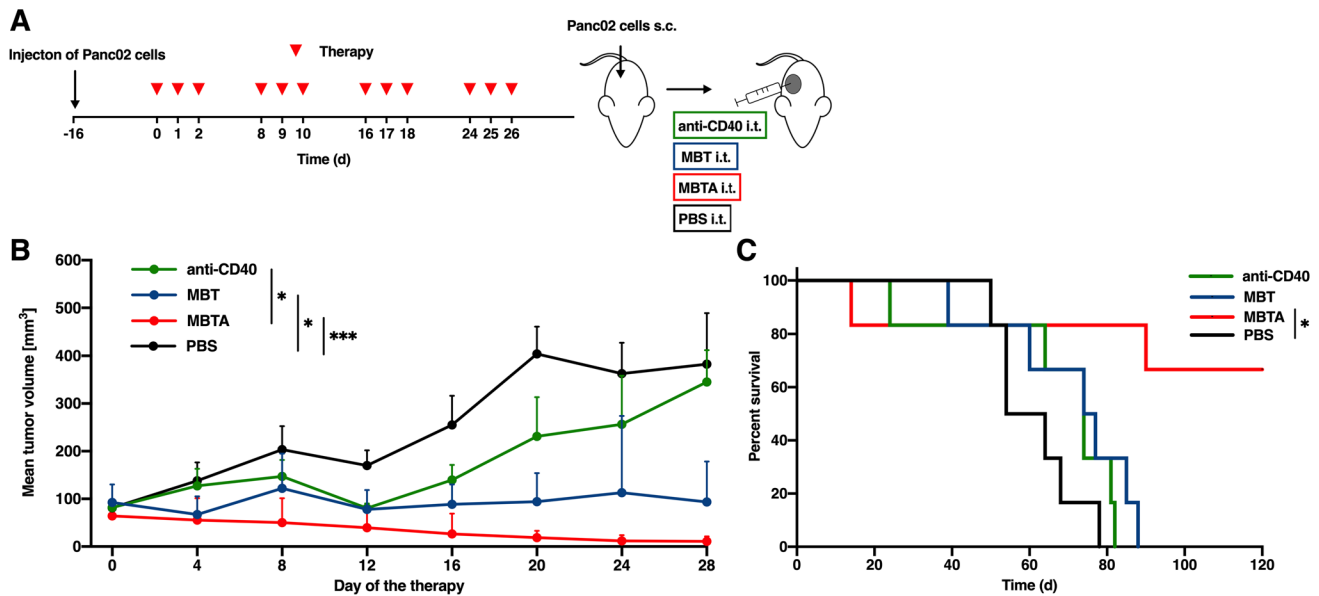 A
Injecton of Panc02 cells
Therapy
-16 0 1 2 8 9 10 16 17 18 24 25 26
Time (d)
Panc02 cells s.c.
anti-CD40 i.t.
MBT i.t.
MBTA i.t.
PBS i.t.
B
600
500
400
300
200
100
0
Mean tumor volume [mm³]
anti-CD40
MBT
MBTA
PBS
*
*
***
0 4 8 12 16 20 24 28
Day of the therapy
C
100
80
60
40
20
0
Percent survival
anti-CD40
MBT
MBTA
PBS
*
0 20 40 60 80 100 120
Time (d)